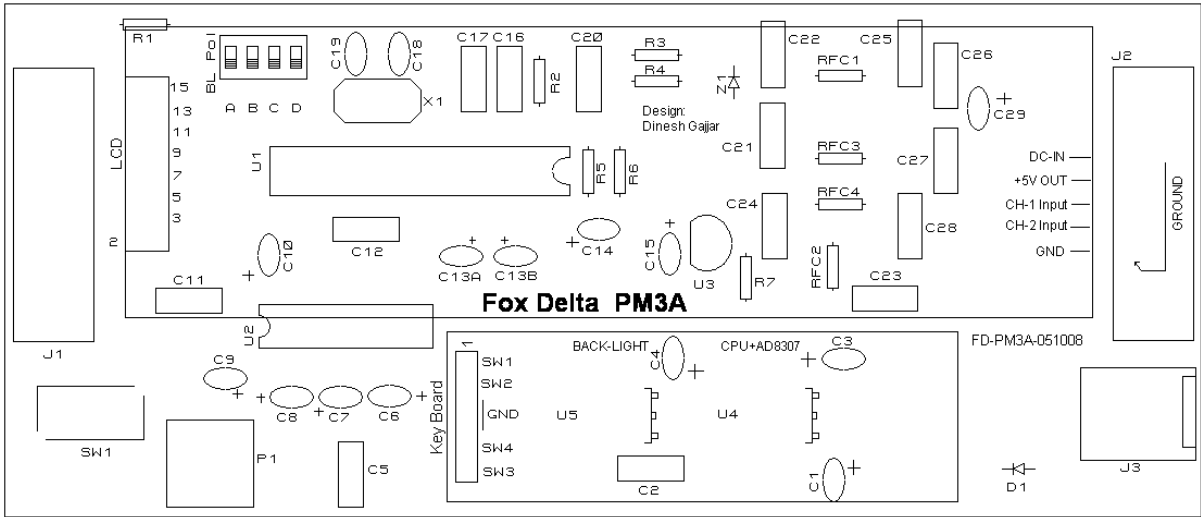 R1
BL Pol
A B C D
C19
C18
C17
C16
R2
C20
R3
R4
Z1
C22
RFC1
C25
C26
C29
J2
X1
Design:
Dinesh Gajjar
LCD
15
13
11
9
7
5
3
2
U1
R5
R6
C21
RFC3
C27
DC-IN
+5V OUT
CH-1 Input
CH-2 Input
GND
GROUND
C24
RFC4
C28
C10
C12
C13A
C13B
C14
C15
U3
R7
RFC2
C23
C11
Fox Delta PM3A
U2
J1
C9
C8
C7
C6
Key Board
1
SW1
SW2
GND
SW4
SW3
BACK-LIGHT
C4
CPU+AD8307
C3
FD-PM3A-051008
U5
U4
SW1
P1
C5
C2
C1
D1
J3